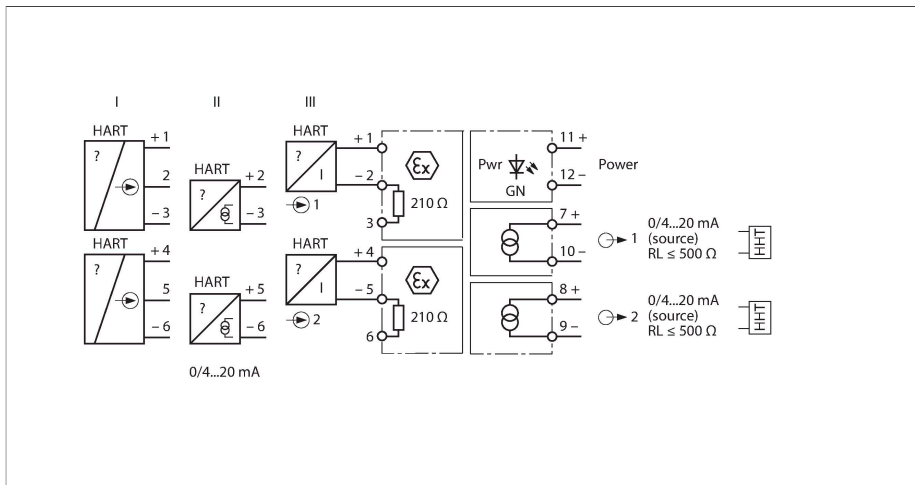 I
II
III
HART
+ 1
2
– 3
HART
+ 2
– 3
HART
?
?
?
I
1
+ 1
– 2
3
210 Ω
Ex
Pwr
GN
11 +
12 –
Power
7 +
10 –
1
0/4...20 mA
(source)
RL ≤ 500 Ω
HHT
HART
?
+ 4
5
– 6
HART
?
+ 5
– 6
0/4...20 mA
HART
?
I
2
+ 4
– 5
6
210 Ω
Ex
8 +
9 –
2
0/4...20 mA
(source)
RL ≤ 500 Ω
HHT